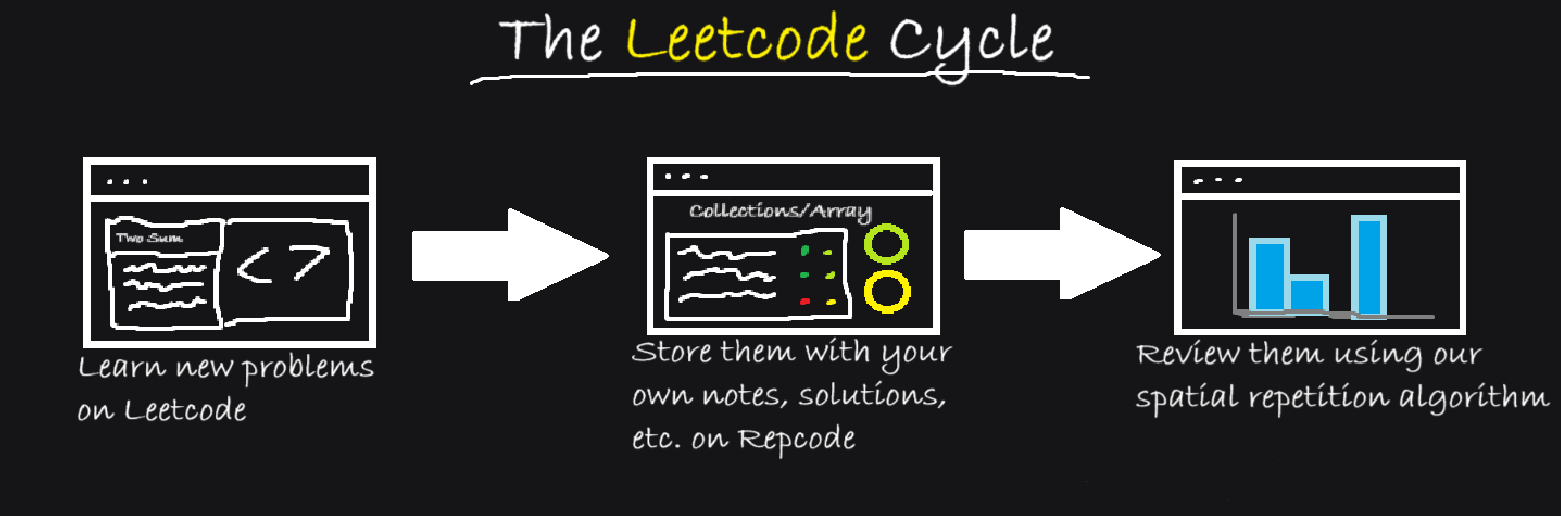 The Leetcode Cycle
Two Sum
< >
Learn new problems
on Leetcode
Collections/Array
Store them with your
own notes, solutions,
etc. on Repcode
Review them using our
spatial repetition algorithm